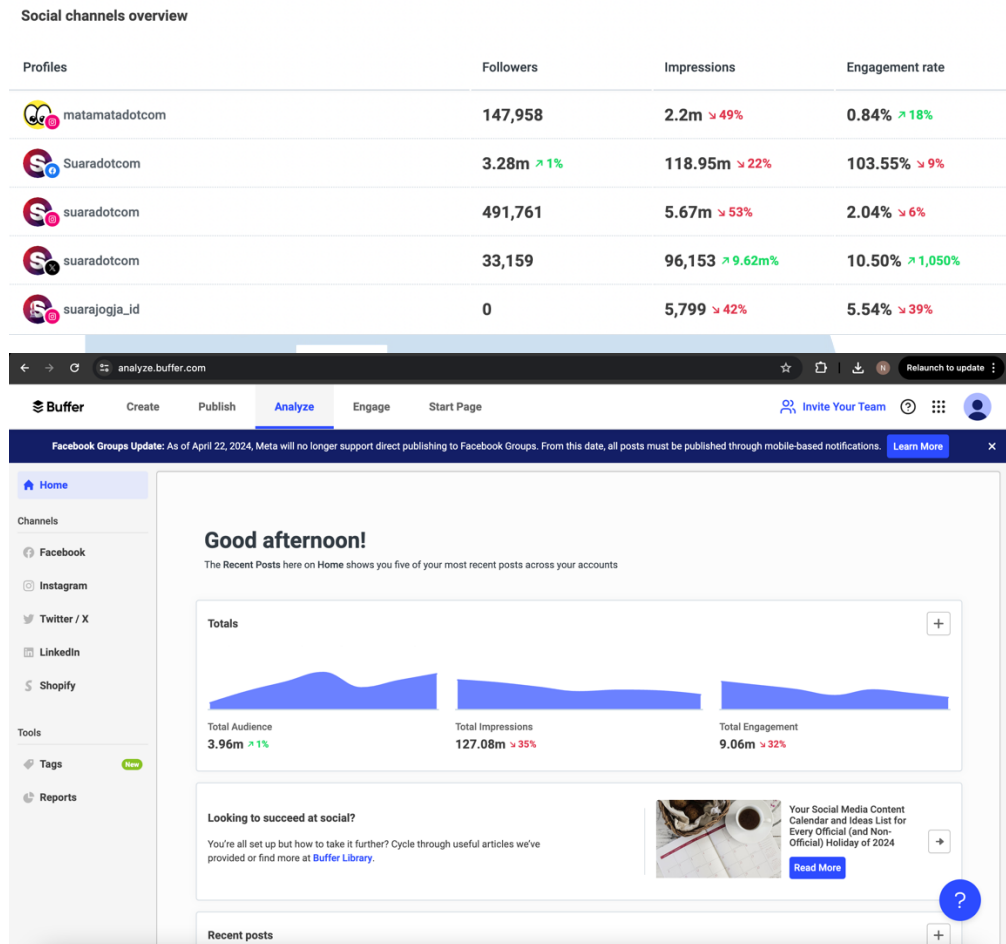 Social channels overview
Profiles Followers Impressions Engagement rate
matamatadotcom 147,958 2.2m ↘ 49% 0.84% ↗ 18%
Suaradotcom 3.28m ↗ 1% 118.95m ↘ 22% 103.55% ↘ 9%
suaradotcom 491,761 5.67m ↘ 53% 2.04% ↘ 6%
suaradotcom 33,159 96,153 ↗ 9.62m% 10.50% ↗ 1,050%
suarajogja_id 0 5,799 ↘ 42% 5.54% ↘ 39%
analyze.buffer.com N Relaunch to update
Buffer Create Publish Analyze Engage Start Page Invite Your Team
Facebook Groups Update: As of April 22, 2024, Meta will no longer support direct publishing to Facebook Groups. From this date, all posts must be published through mobile-based notifications. Learn More
Home
Channels
Facebook
Instagram
Twitter / X
LinkedIn
Shopify
Tools
Tags New
Reports
Good afternoon!
The Recent Posts here on Home shows you five of your most recent posts across your accounts
Totals
Total Audience Total Impressions Total Engagement
3.96m ↗ 1% 127.08m ↘ 35% 9.06m ↘ 32%
Looking to succeed at social?
You're all set up but how to take it further? Cycle through useful articles we've
provided or find more at Buffer Library.
Your Social Media Content
Calendar and Ideas List for
Every Official (and Non-
Official) Holiday of 2024
Read More
Recent posts